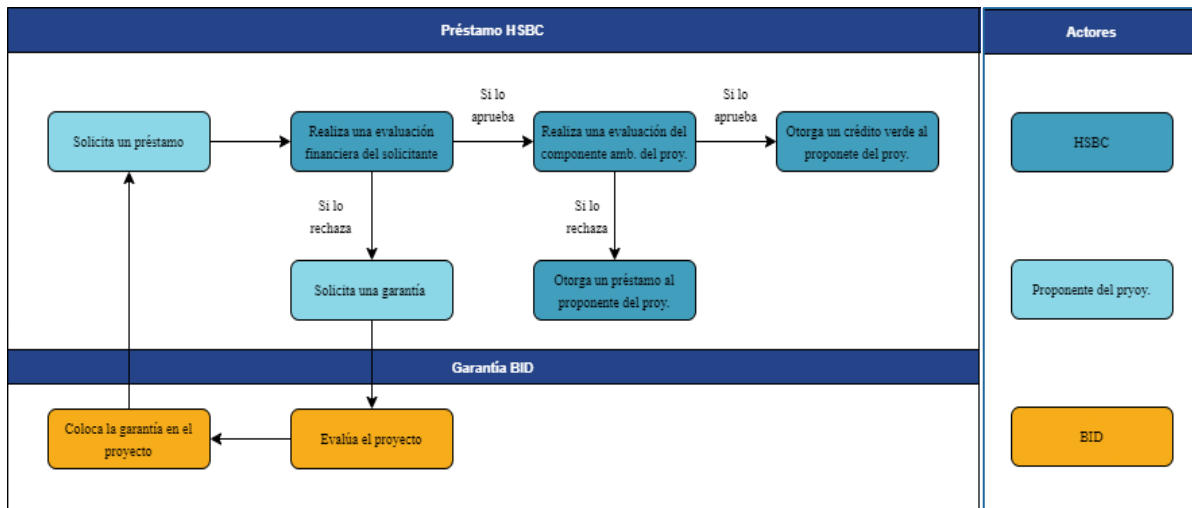 Préstamo HSBC
Actores
Si lo
aprueba
Si lo
aprueba
Solicita un préstamo
Realiza una evaluación
financiera del solicitante
Realiza una evaluación del
componente amb. del proy.
Otorga un crédito verde al
proponete del proy.
HSBC
Si lo
rechaza
Si lo
rechaza
Solicita una garantía
Otorga un préstamo al
proponente del proy.
Proponente del pryoy.
Garantía BID
Coloca la garantía en el
proyecto
Evalúa el proyecto
BID